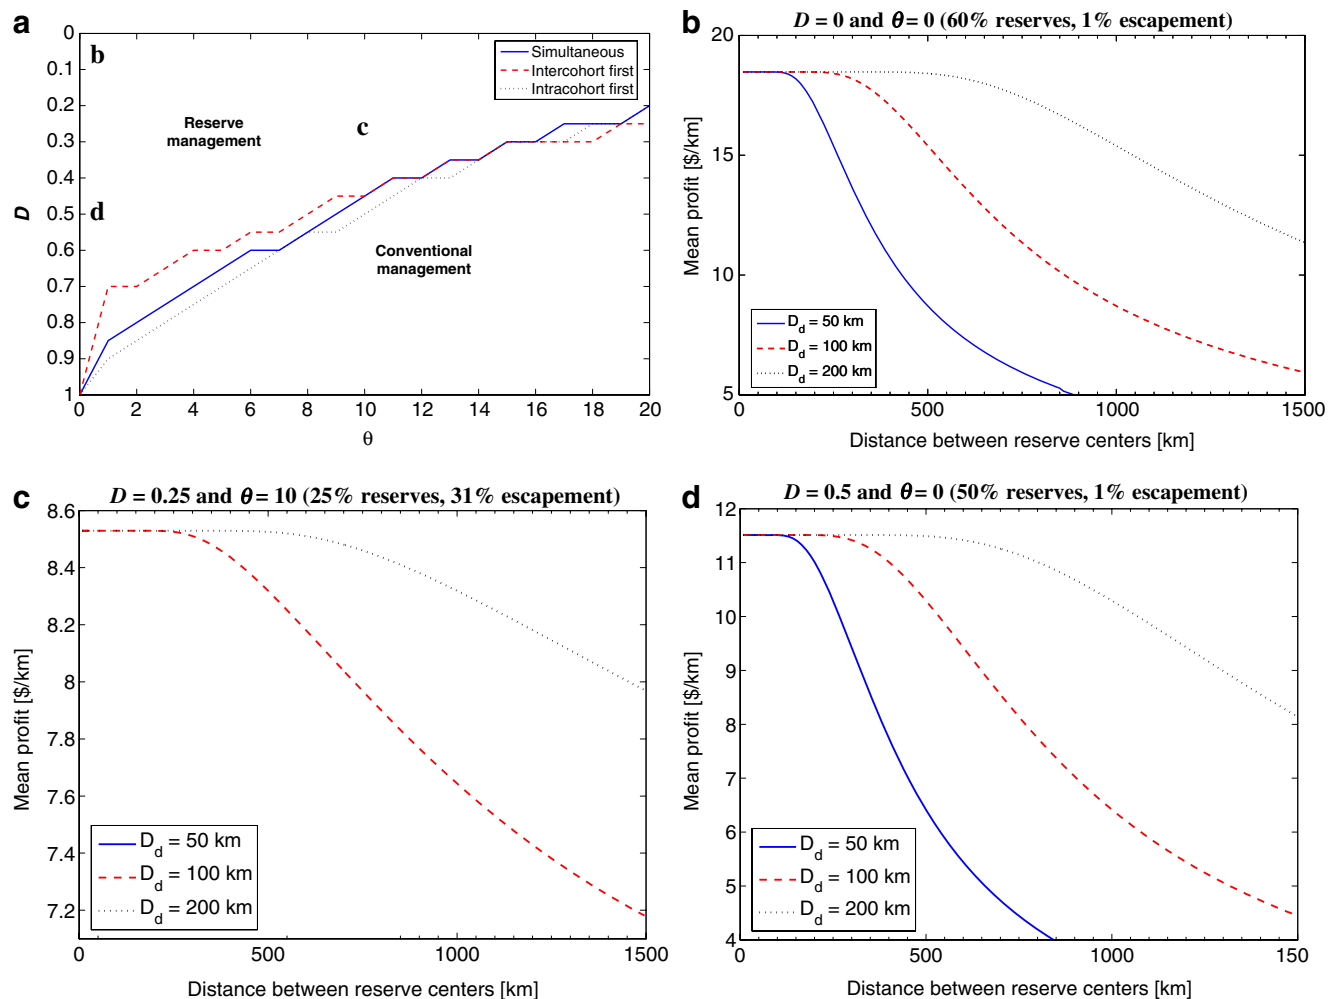 a
0
0.1
0.2
0.3
0.4
0.5
0.6
0.7
0.8
0.9
1
D
b
Reserve
management
c
d
Conventional
management
Simultaneous
Intercohort first
Intracohort first
0 2 4 6 8 10 12 14 16 18 20
θ
b
D = 0 and θ = 0 (60% reserves, 1% escapement)
20
15
10
5
Mean profit [$/km]
D_d = 50 km
D_d = 100 km
D_d = 200 km
0 500 1000 1500
Distance between reserve centers [km]
c
D = 0.25 and θ = 10 (25% reserves, 31% escapement)
8.6
8.4
8.2
8
7.8
7.6
7.4
7.2
Mean profit [$/km]
D_d = 50 km
D_d = 100 km
D_d = 200 km
0 500 1000 1500
Distance between reserve centers [km]
d
D = 0.5 and θ = 0 (50% reserves, 1% escapement)
12
11
10
9
8
7
6
5
4
Mean profit [$/km]
D_d = 50 km
D_d = 100 km
D_d = 200 km
0 500 1000 1500
Distance between reserve centers [km]